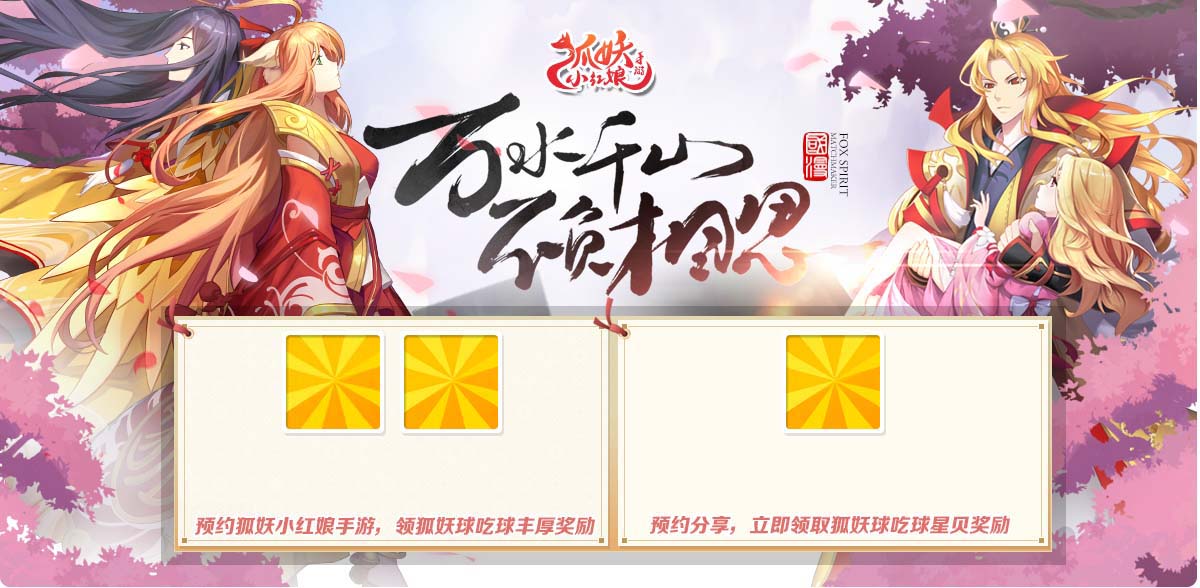 狐妖
小红娘
手游
万水千山
不负相思
國漫
FOX SPIRIT
MATCHMAKER
预约狐妖小红娘手游，领狐妖球吃球丰厚奖励
预约分享，立即领取狐妖球吃球星贝奖励